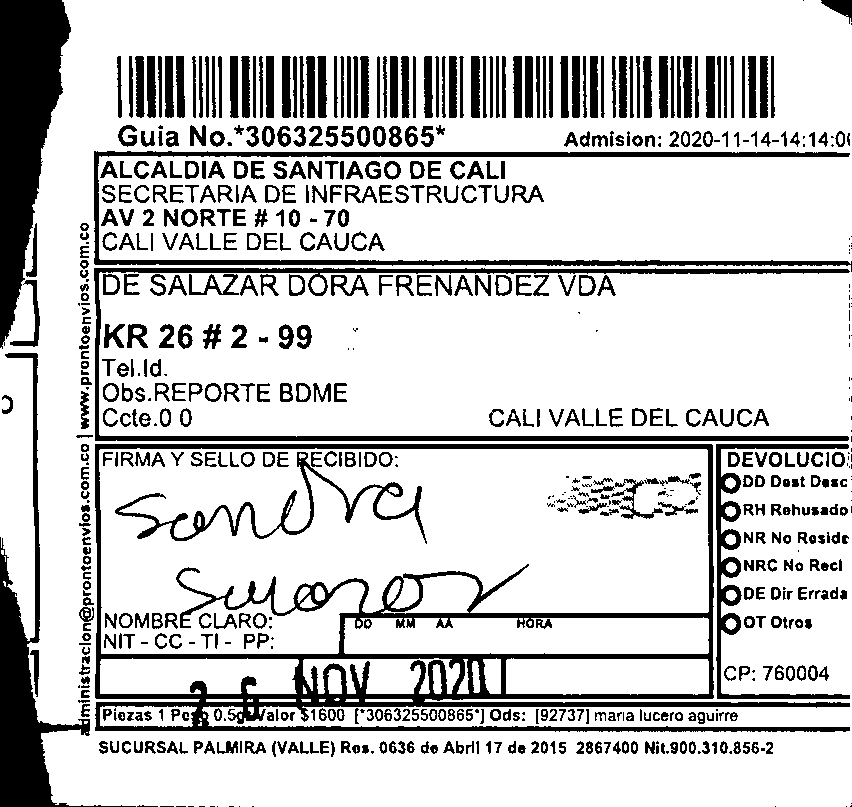 Guia No.*306325500865*
Admision: 2020-11-14-14:14:0
ALCALDIA DE SANTIAGO DE CALI
SECRETARIA DE INFRAESTRUCTURA
AV 2 NORTE # 10 - 70
CALI VALLE DEL CAUCA
DE SALAZAR DORA FRENANDEZ VDA
KR 26 # 2 - 99
Tel.Id.
Obs.REPORTE BDME
Ccte.0 0
CALI VALLE DEL CAUCA
administracion@prontoenvios.com.co | www.prontoenvios.com.co
FIRMA Y SELLO DE RECIBIDO:
Sandra
NOMBRE CLARO:
NIT - CC - TI - PP:
DD MM AA HORA
26 NOV 2020
DEVOLUCIO
DD Dest Desc
RH Rehusado
NR No Reside
NRC No Recl
DE Dir Errada
OT Otros
CP: 760004
Piezas 1 Peso 0.5g Valor $1600 [*306325500865*] Ods: [92737] maria lucero aguirre
SUCURSAL PALMIRA (VALLE) Res. 0636 de Abril 17 de 2015 2867400 Nit.900.310.856-2